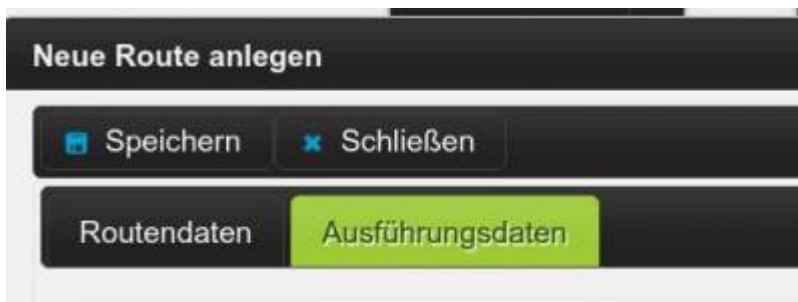 Neue Route anlegen
Speichern Schließen
Routendaten Ausführungsdaten